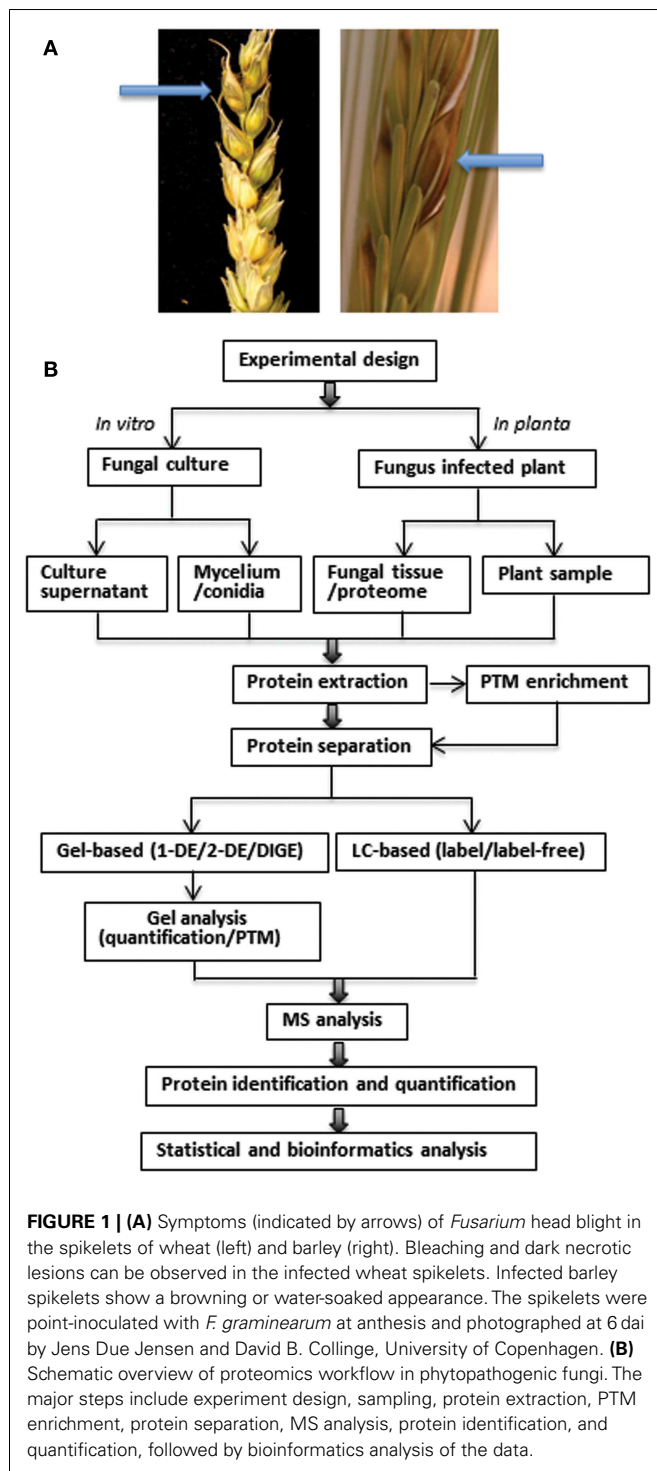 A
B
Experimental design
In vitro
In planta
Fungal culture
Fungus infected plant
Culture
supernatant
Mycelium
/conidia
Fungal tissue
/proteome
Plant sample
Protein extraction
PTM enrichment
Protein separation
Gel-based (1-DE/2-DE/DIGE)
LC-based (label/label-free)
Gel analysis
(quantification/PTM)
MS analysis
Protein identification and quantification
Statistical and bioinformatics analysis
FIGURE 1 | (A) Symptoms (indicated by arrows) of Fusarium head blight in
the spikelets of wheat (left) and barley (right). Bleaching and dark necrotic
lesions can be observed in the infected wheat spikelets. Infected barley
spikelets show a browning or water-soaked appearance. The spikelets were
point-inoculated with F. graminearum at anthesis and photographed at 6 dai
by Jens Due Jensen and David B. Collinge, University of Copenhagen. (B)
Schematic overview of proteomics workflow in phytopathogenic fungi. The
major steps include experiment design, sampling, protein extraction, PTM
enrichment, protein separation, MS analysis, protein identification, and
quantification, followed by bioinformatics analysis of the data.